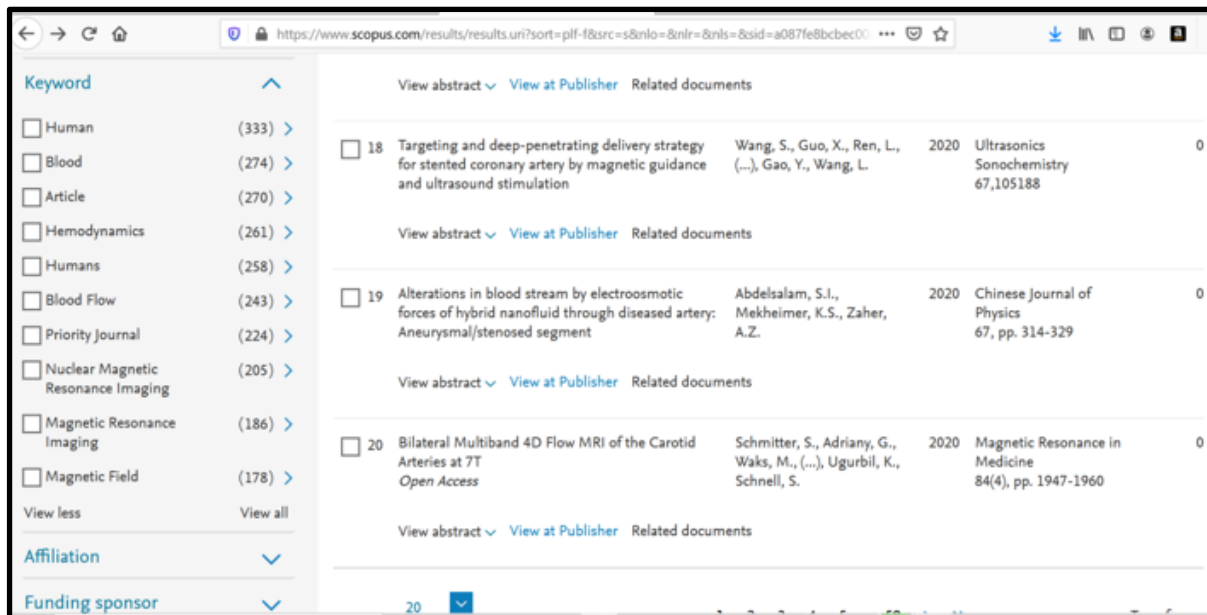 https://www.scopus.com/results/results.uri?sort=plf-f&src=s&nlo=&nlr=&nls=&sid=a087fe8bcbec00
Keyword
Human (333)
Blood (274)
Article (270)
Hemodynamics (261)
Humans (258)
Blood Flow (243)
Priority Journal (224)
Nuclear Magnetic (205)
Resonance Imaging
Magnetic Resonance (186)
Imaging
Magnetic Field (178)
View less View all
Affiliation
Funding sponsor
View abstract View at Publisher Related documents
18 Targeting and deep-penetrating delivery strategy Wang, S., Guo, X., Ren, L., 2020 Ultrasonics 0
for stented coronary artery by magnetic guidance (...), Gao, Y., Wang, L. Sonochemistry
and ultrasound stimulation 67,105188
View abstract View at Publisher Related documents
19 Alterations in blood stream by electroosmotic Abdelsalam, S.I., 2020 Chinese Journal of 0
forces of hybrid nanofluid through diseased artery: Mekheimer, K.S., Zaher, Physics
Aneurysmal/stenosed segment A.Z. 67, pp. 314-329
View abstract View at Publisher Related documents
20 Bilateral Multiband 4D Flow MRI of the Carotid Schmitter, S., Adriany, G., 2020 Magnetic Resonance in 0
Arteries at 7T Waks, M., (...), Ugurbil, K., Medicine
Open Access Schnell, S. 84(4), pp. 1947-1960
View abstract View at Publisher Related documents
20